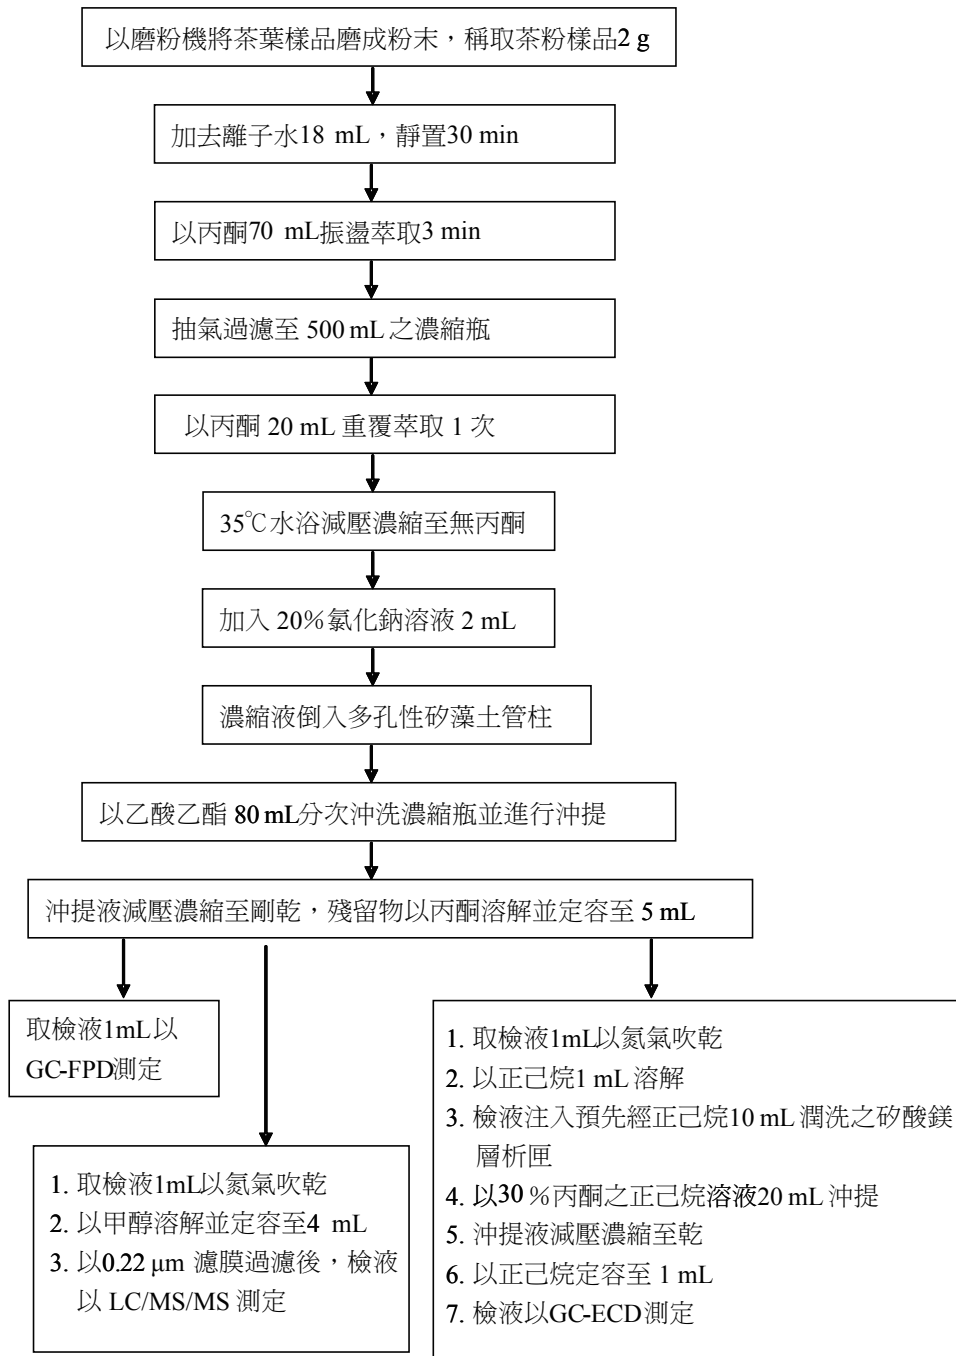 以磨粉機將茶葉樣品磨成粉末，稱取茶粉樣品2 g
加去離子水18 mL，靜置30 min
以丙酮70 mL振盪萃取3 min
抽氣過濾至 500 mL 之濃縮瓶
以丙酮 20 mL 重覆萃取 1 次
35℃水浴減壓濃縮至無丙酮
加入 20%氯化鈉溶液 2 mL
濃縮液倒入多孔性矽藻土管柱
以乙酸乙酯 80 mL分次沖洗濃縮瓶並進行沖提
沖提液減壓濃縮至剛乾，殘留物以丙酮溶解並定容至 5 mL
取檢液1mL以
GC-FPD測定
1. 取檢液1mL以氮氣吹乾
2. 以甲醇溶解並定容至4 mL
3. 以0.22 μm 濾膜過濾後，檢液
以 LC/MS/MS 測定
1. 取檢液1mL以氮氣吹乾
2. 以正己烷1 mL 溶解
3. 檢液注入預先經正己烷10 mL 潤洗之矽酸鎂
層析匣
4. 以30 %丙酮之正己烷溶液20 mL 沖提
5. 沖提液減壓濃縮至乾
6. 以正己烷定容至 1 mL
7. 檢液以GC-ECD測定